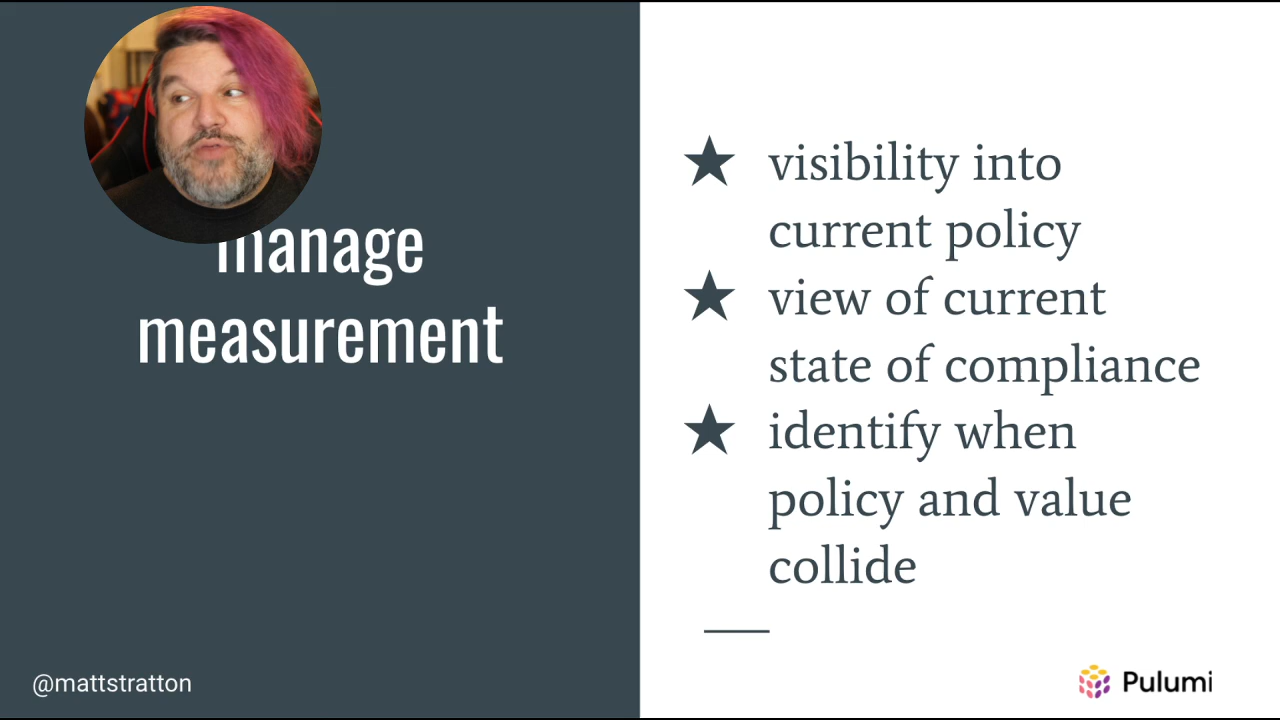 manage
measurement
★ visibility into
current policy
★ view of current
state of compliance
★ identify when
policy and value
collide
@mattstratton
Pulumi